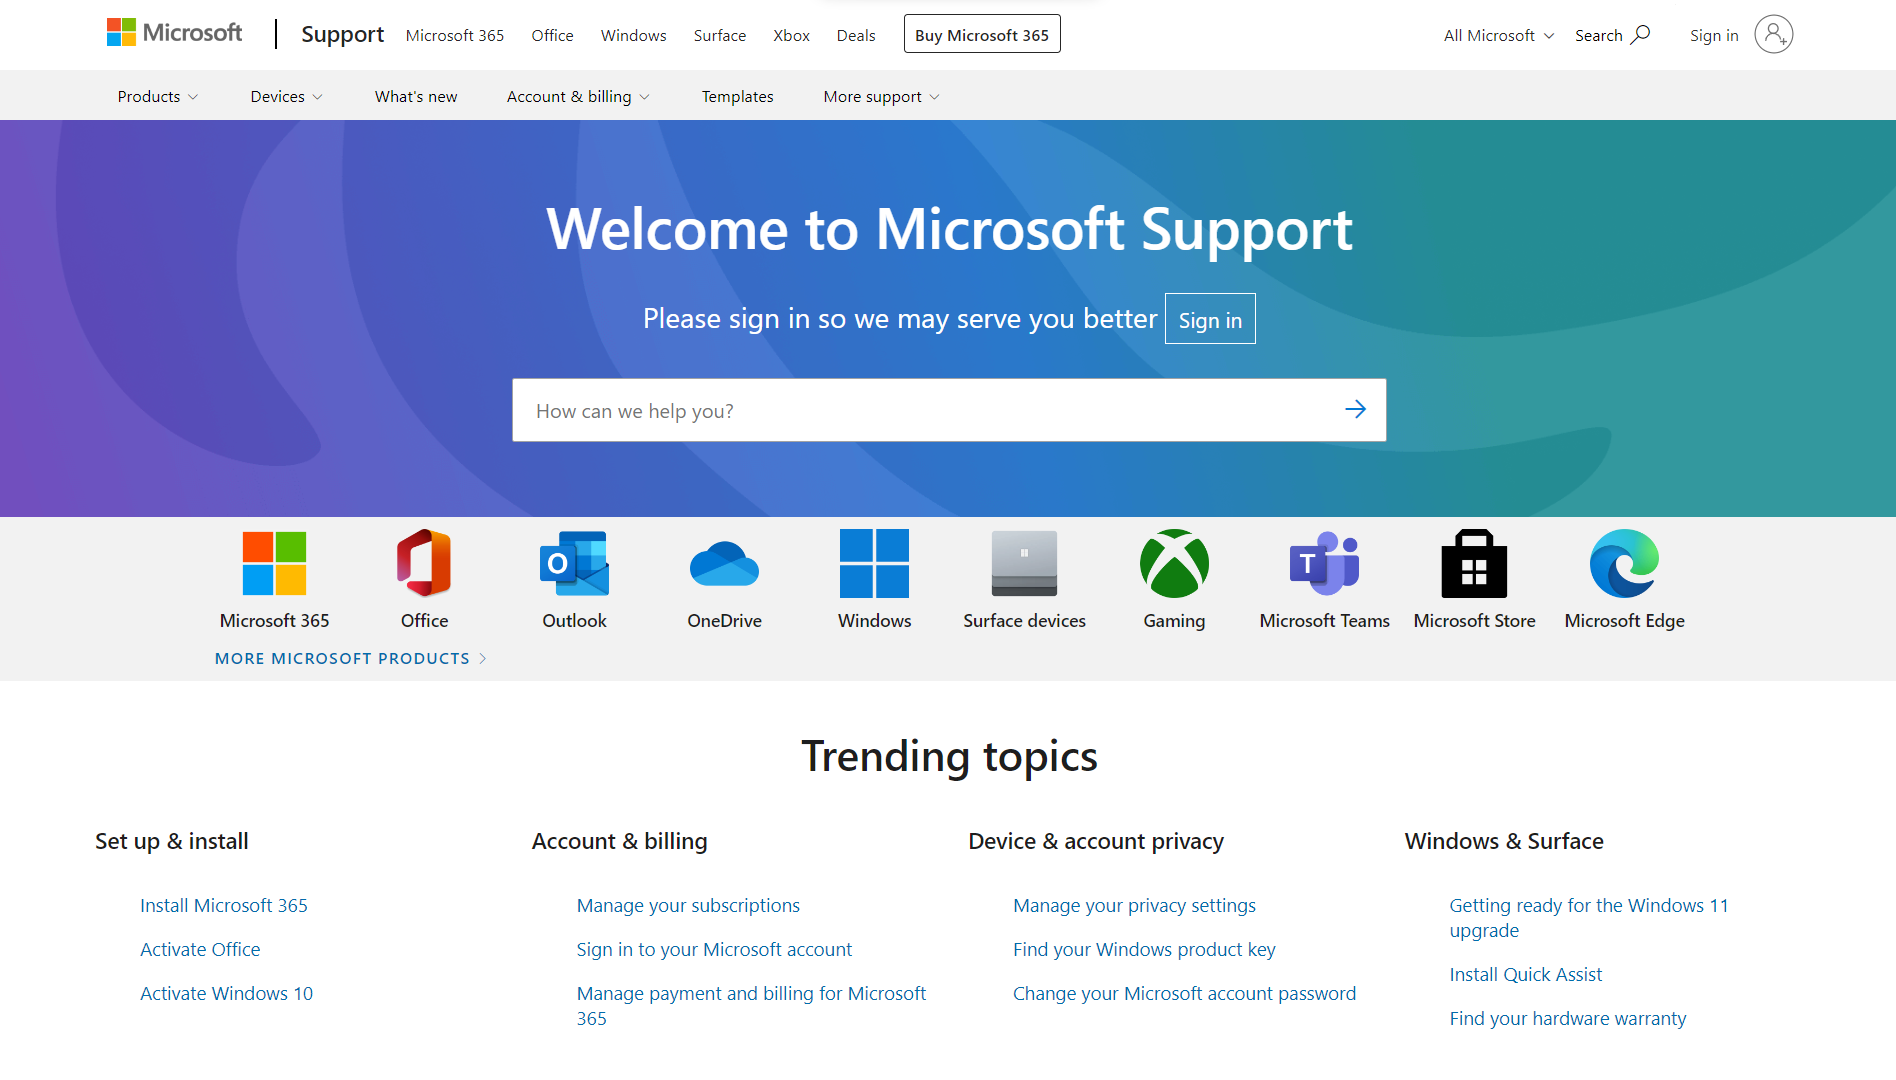 Microsoft Support Microsoft 365 Office Windows Surface Xbox Deals Buy Microsoft 365 All Microsoft Search Sign in
Products Devices What's new Account & billing Templates More support
Welcome to Microsoft Support
Please sign in so we may serve you better Sign in
How can we help you?
Microsoft 365 Office Outlook OneDrive Windows Surface devices Gaming Microsoft Teams Microsoft Store Microsoft Edge
MORE MICROSOFT PRODUCTS
Trending topics
Set up & install
Install Microsoft 365
Activate Office
Activate Windows 10
Account & billing
Manage your subscriptions
Sign in to your Microsoft account
Manage payment and billing for Microsoft
365
Device & account privacy
Manage your privacy settings
Find your Windows product key
Change your Microsoft account password
Windows & Surface
Getting ready for the Windows 11
upgrade
Install Quick Assist
Find your hardware warranty